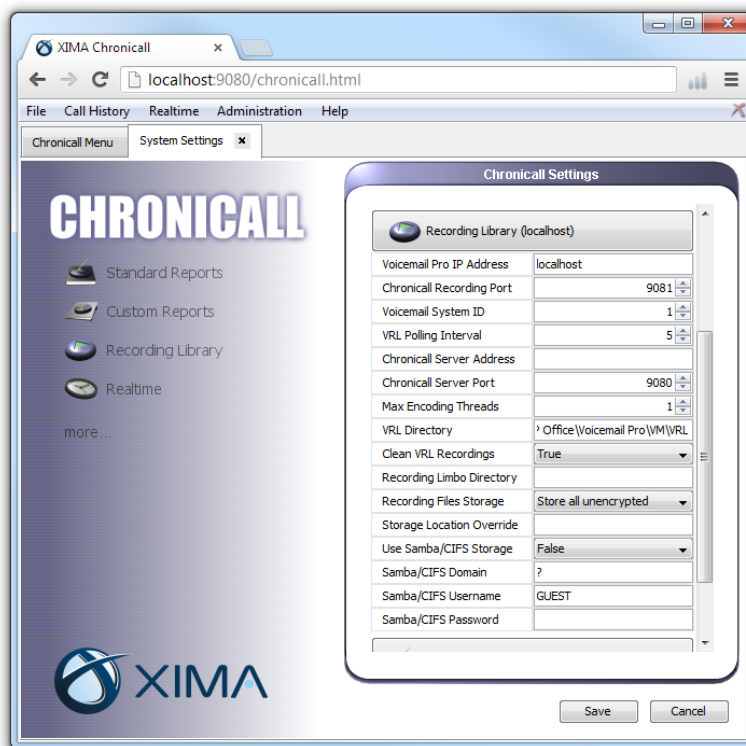 XIMA Chronicall
localhost:9080/chronicall.html
File Call History Realtime Administration Help
Chronicall Menu System Settings
Chronicall Settings
CHRONICALL
Standard Reports
Custom Reports
Recording Library
Realtime
more...
XIMA
Recording Library (localhost)
Voicemail Pro IP Address localhost
Chronicall Recording Port 9081
Voicemail System ID 1
VRL Polling Interval 5
Chronicall Server Address
Chronicall Server Port 9080
Max Encoding Threads 1
VRL Directory Office\Voicemail Pro\VM\VRL
Clean VRL Recordings True
Recording Limbo Directory
Recording Files Storage Store all unencrypted
Storage Location Override
Use Samba/CIFS Storage False
Samba/CIFS Domain ?
Samba/CIFS Username GUEST
Samba/CIFS Password
Save Cancel